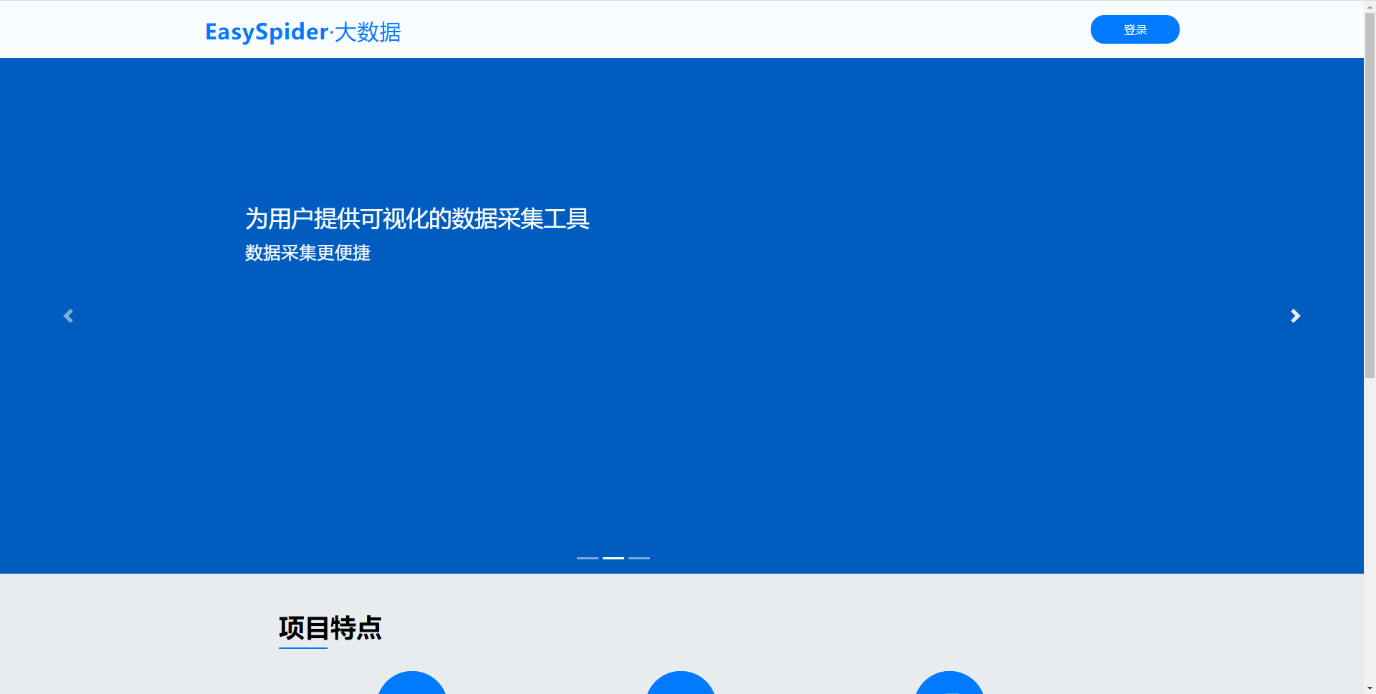 EasySpider·大数据
登录
为用户提供可视化的数据采集工具
数据采集更便捷
项目特点